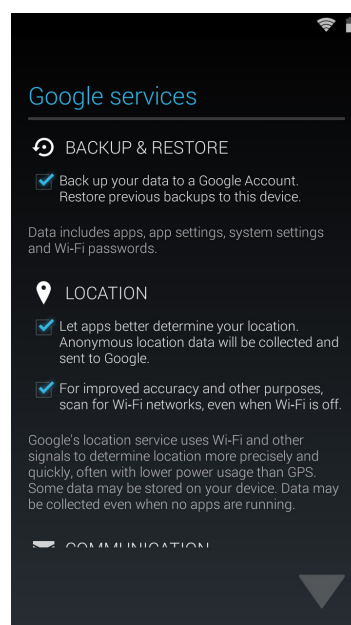 Google services
BACKUP & RESTORE
Back up your data to a Google Account.
Restore previous backups to this device.
Data includes apps, app settings, system settings
and Wi-Fi passwords.
LOCATION
Let apps better determine your location.
Anonymous location data will be collected and
sent to Google.
For improved accuracy and other purposes,
scan for Wi-Fi networks, even when Wi-Fi is off.
Google's location service uses Wi-Fi and other
signals to determine location more precisely and
quickly, often with lower power usage than GPS.
Some data may be stored on your device. Data may
be collected even when no apps are running.
COMMUNICATION